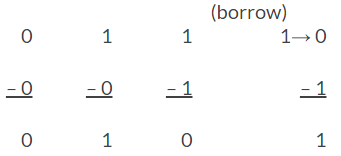 (borrow)
0 1 1 1→0
– 0 – 0 – 1 – 1
0 1 0 1